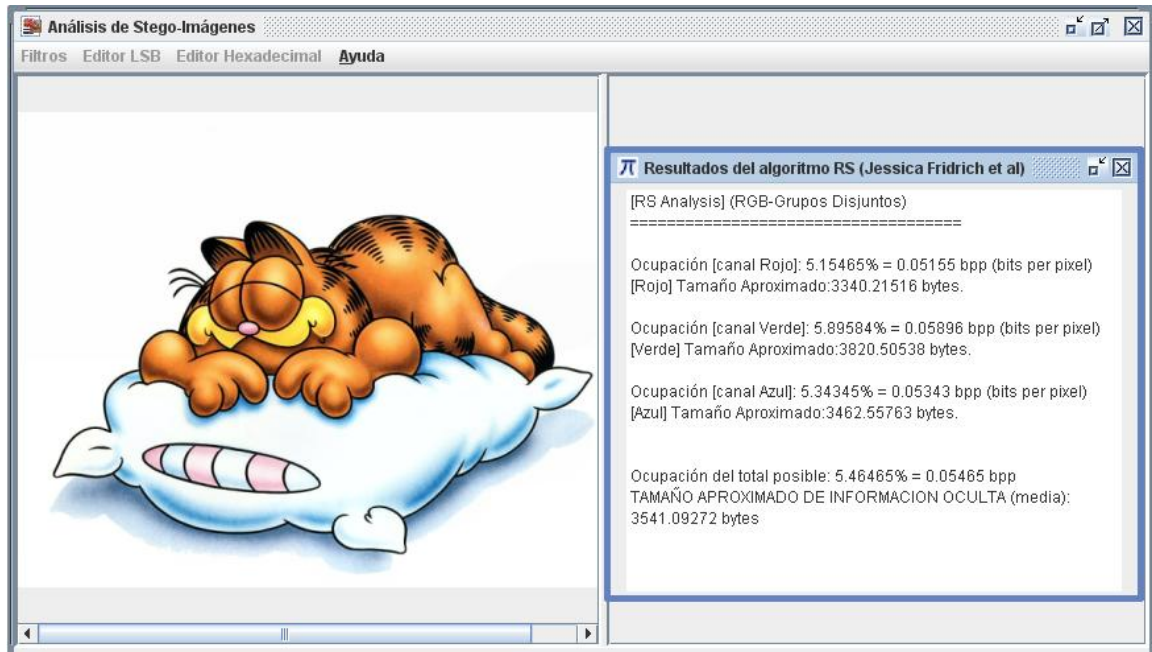 Análisis de Stego-Imágenes
Filtros Editor LSB Editor Hexadecimal Ayuda
Resultados del algoritmo RS (Jessica Fridrich et al)
[RS Analysis] (RGB-Grupos Disjuntos)
====================================
Ocupación [canal Rojo]: 5.15465% = 0.05155 bpp (bits per pixel)
[Rojo] Tamaño Aproximado:3340.21516 bytes.
Ocupación [canal Verde]: 5.89584% = 0.05896 bpp (bits per pixel)
[Verde] Tamaño Aproximado:3820.50538 bytes.
Ocupación [canal Azul]: 5.34345% = 0.05343 bpp (bits per pixel)
[Azul] Tamaño Aproximado:3462.55763 bytes.
Ocupación del total posible: 5.46465% = 0.05465 bpp
TAMAÑO APROXIMADO DE INFORMACION OCULTA (media):
3541.09272 bytes